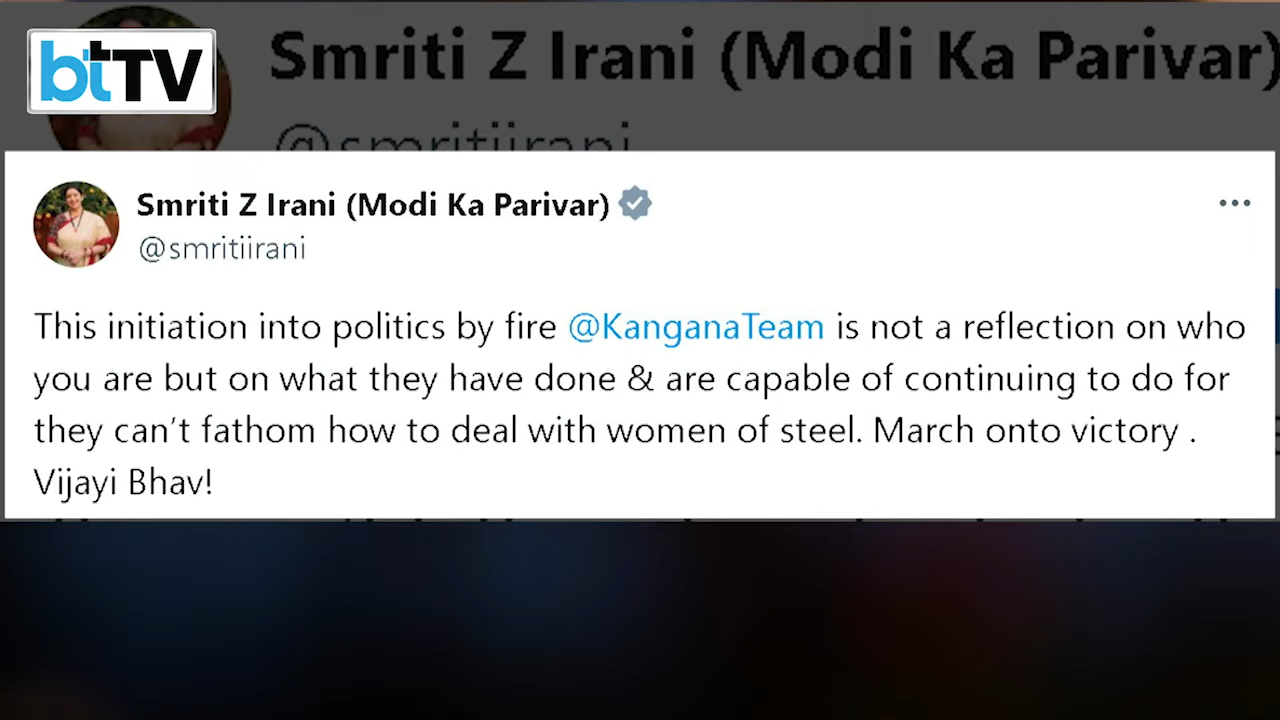 btTV
Smriti Z Irani (Modi Ka Parivar)
@smritiirani
Smriti Z Irani (Modi Ka Parivar)
@smritiirani
This initiation into politics by fire @KanganaTeam is not a reflection on who
you are but on what they have done & are capable of continuing to do for
they can't fathom how to deal with women of steel. March onto victory .
Vijayi Bhav!